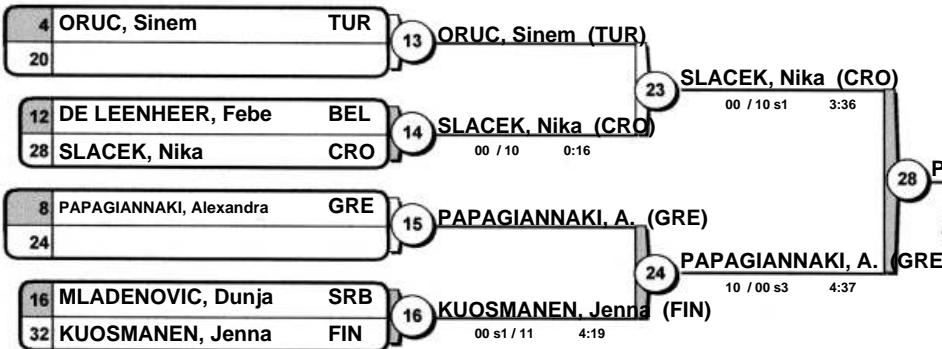 4 ORUC, Sinem TUR
20
13
ORUC, Sinem (TUR)
12 DE LEENHEER, Febe BEL
28 SLACEK, Nika CRO
14
SLACEK, Nika (CRO)
00 / 10 0:16
23
SLACEK, Nika (CRO)
00 / 10 s1 3:36
8 PAPAGIANNAKI, Alexandra GRE
24
15
PAPAGIANNAKI, A. (GRE)
16 MLADENOVIC, Dunja SRB
32 KUOSMANEN, Jenna FIN
16
KUOSMANEN, Jenna (FIN)
00 s1 / 11 4:19
24
PAPAGIANNAKI, A. (GRE
10 / 00 s3 4:37
28
P